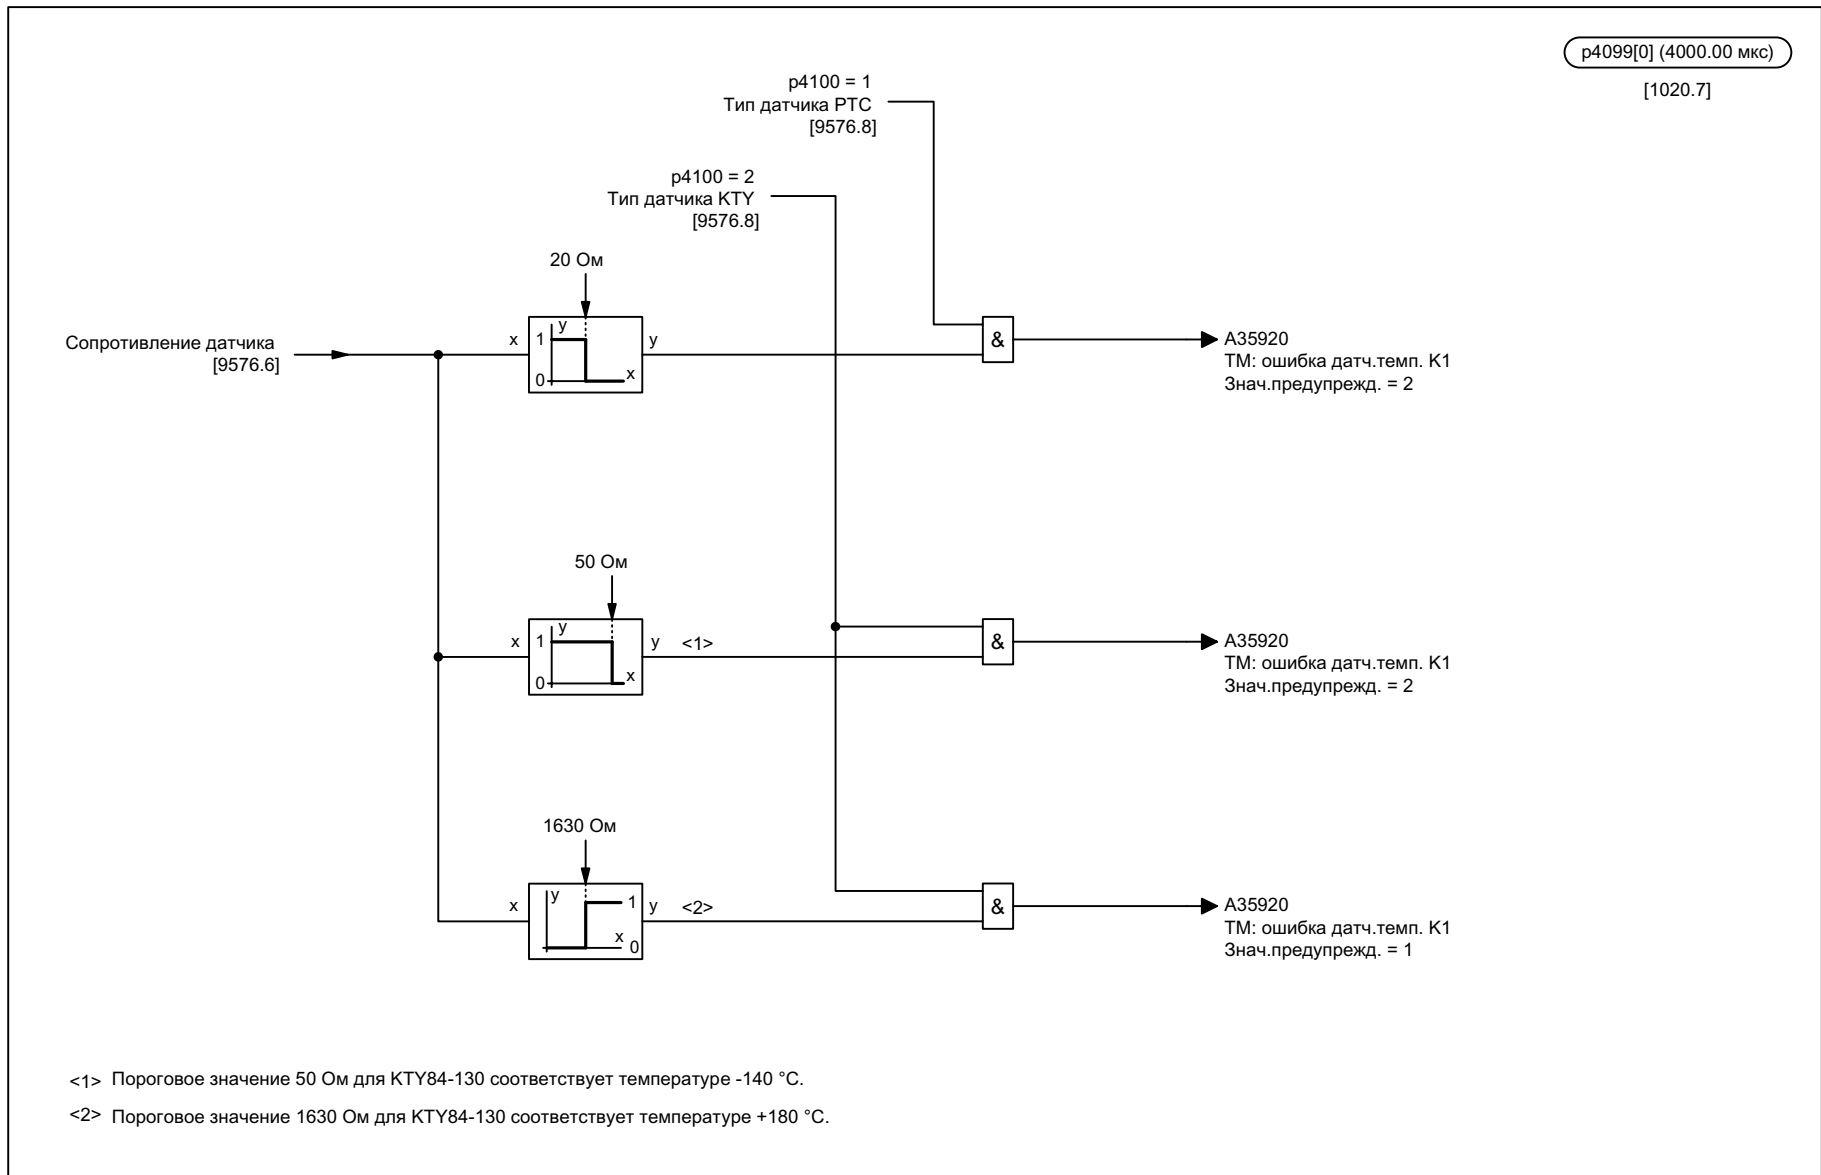 p4099[0] (4000.00 мкс)
[1020.7]
p4100 = 1
Тип датчика PTC
[9576.8]
p4100 = 2
Тип датчика KTY
[9576.8]
20 Ом
Сопротивление датчика
[9576.6]
x
1
y
0
x
y
&
A35920
TM: ошибка датч.темп. K1
Знач.предупрежд. = 2
50 Ом
x
1
y
0
x
y
<1>
&
A35920
TM: ошибка датч.темп. K1
Знач.предупрежд. = 2
1630 Ом
x
y
1
x
0
y
<2>
&
A35920
TM: ошибка датч.темп. K1
Знач.предупрежд. = 1
<1> Пороговое значение 50 Ом для KTY84-130 соответствует температуре -140 °C.
<2> Пороговое значение 1630 Ом для KTY84-130 соответствует температуре +180 °C.